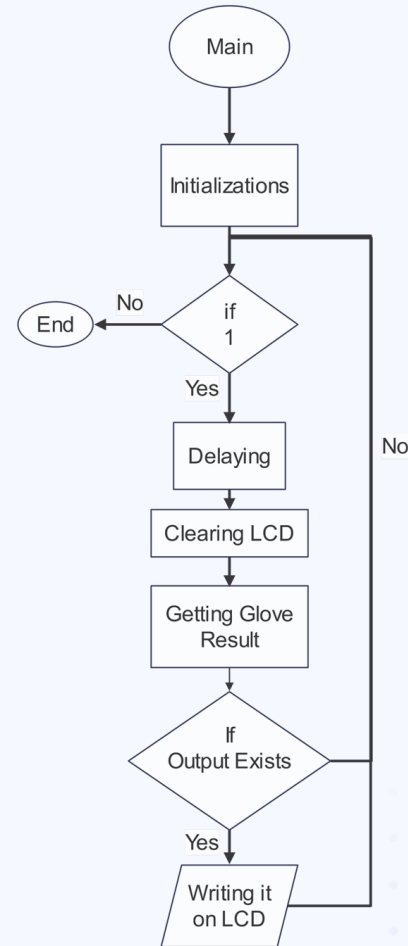 Main
Initializations
if
1
No
End
Yes
Delaying
No
Clearing LCD
Getting Glove
Result
If
Output Exists
Yes
Writing it
on LCD